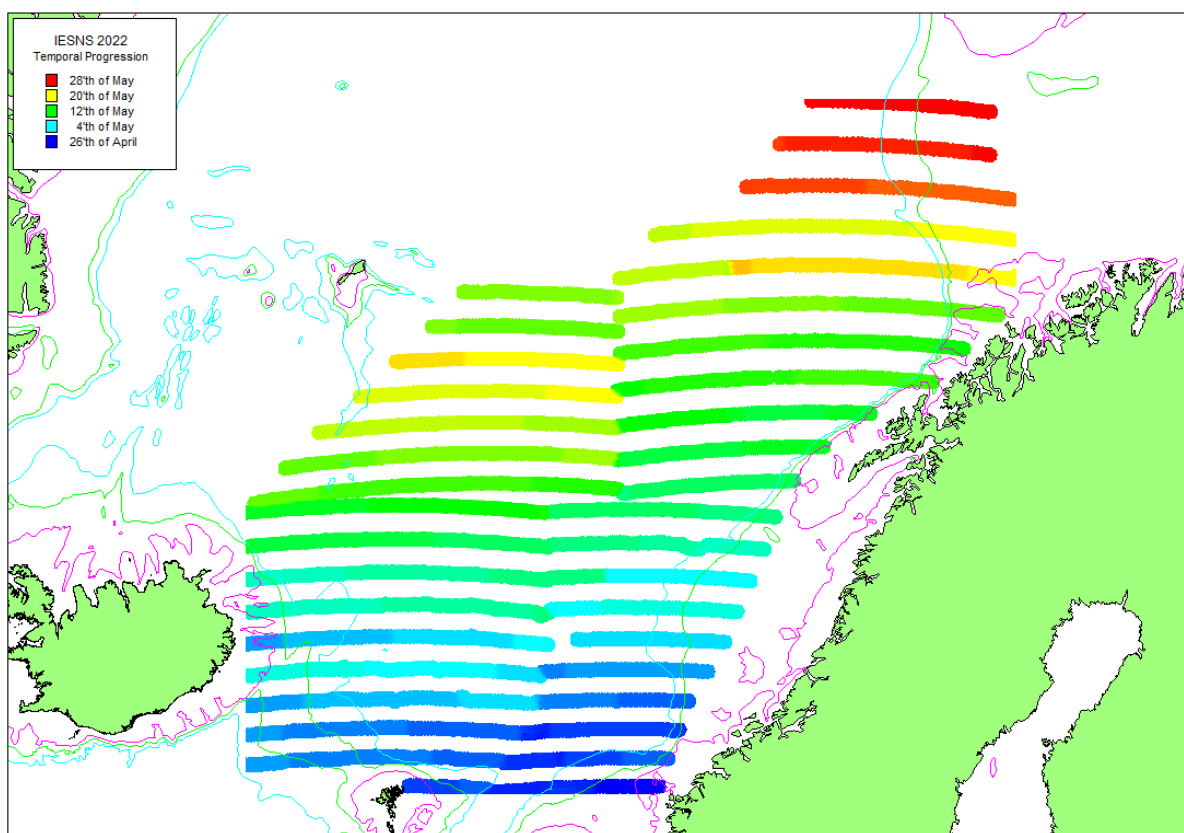 IESNS 2022
Temporal Progression
28'th of May
20'th of May
12'th of May
4'th of May
26'th of April